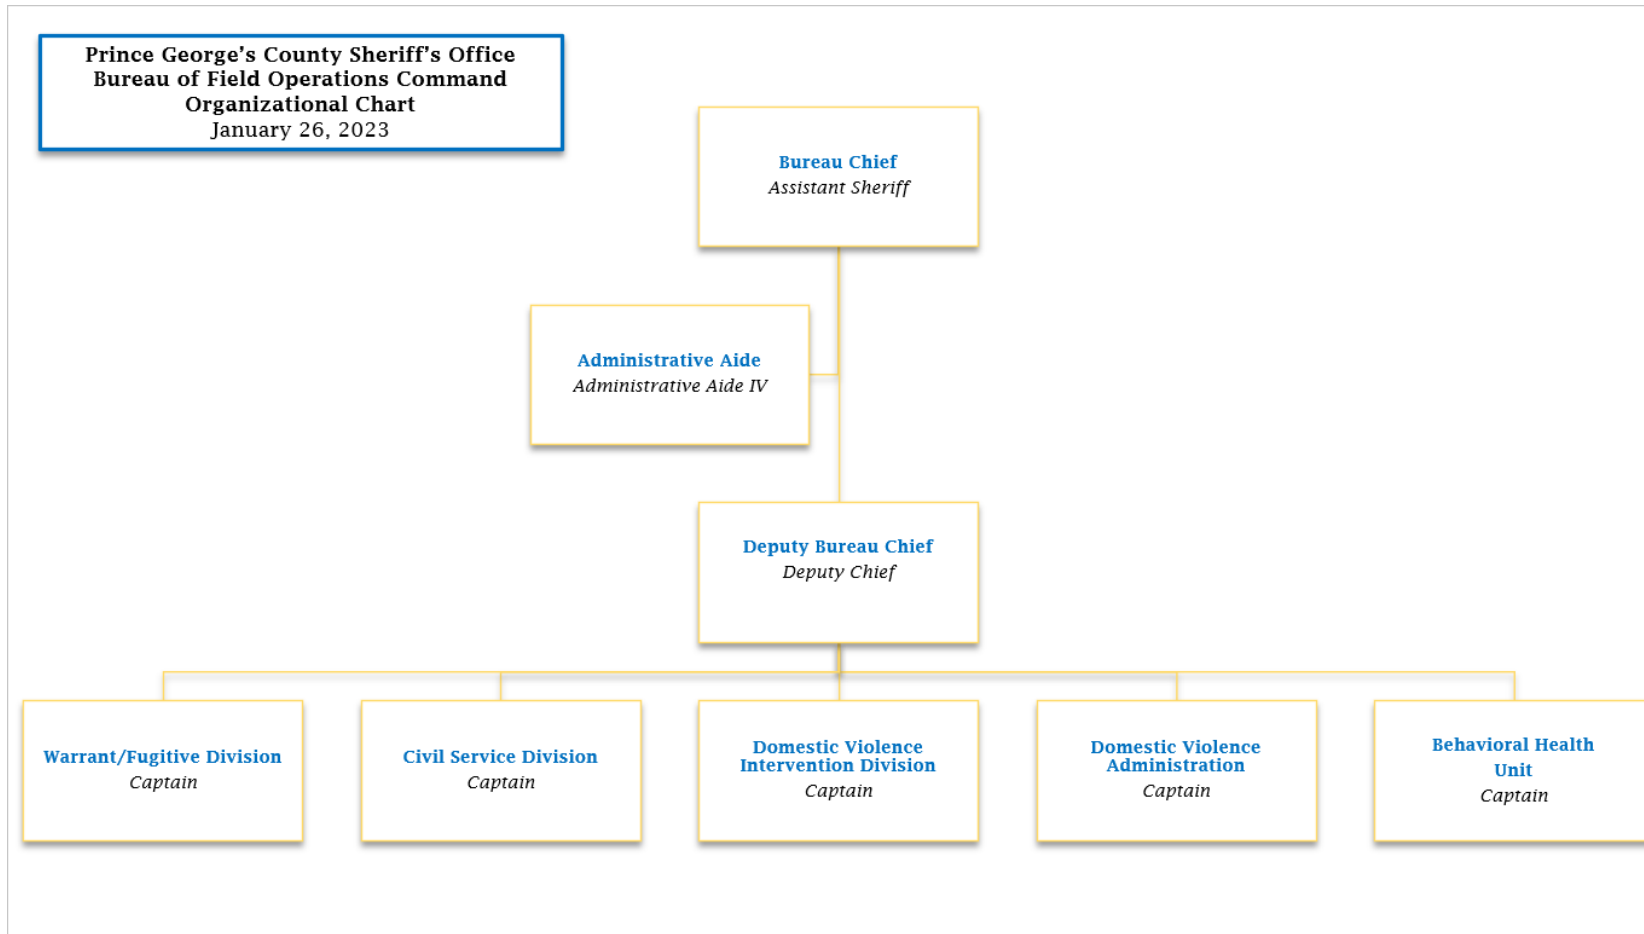 Prince George’s County Sheriff’s Office
Bureau of Field Operations Command
Organizational Chart
January 26, 2023
Bureau Chief
Assistant Sheriff
Administrative Aide
Administrative Aide IV
Deputy Bureau Chief
Deputy Chief
Warrant/Fugitive Division
Captain
Civil Service Division
Captain
Domestic Violence
Intervention Division
Captain
Domestic Violence
Administration
Captain
Behavioral Health
Unit
Captain